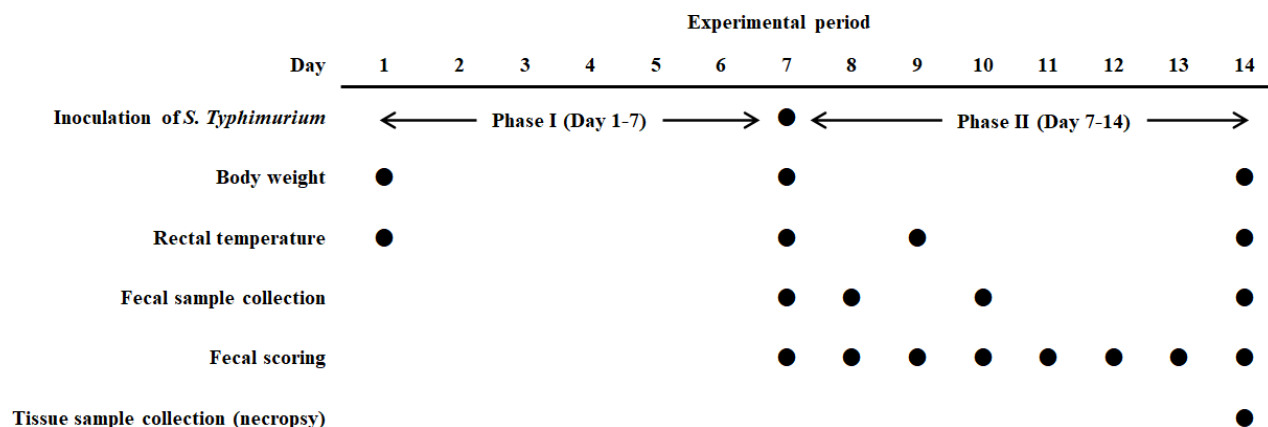 Experimental period
Day 1 2 3 4 5 6 7 8 9 10 11 12 13 14
Inoculation of S. Typhimurium Phase I (Day 1-7) Phase II (Day 7-14)
Body weight
Rectal temperature
Fecal sample collection
Fecal scoring
Tissue sample collection (necropsy)